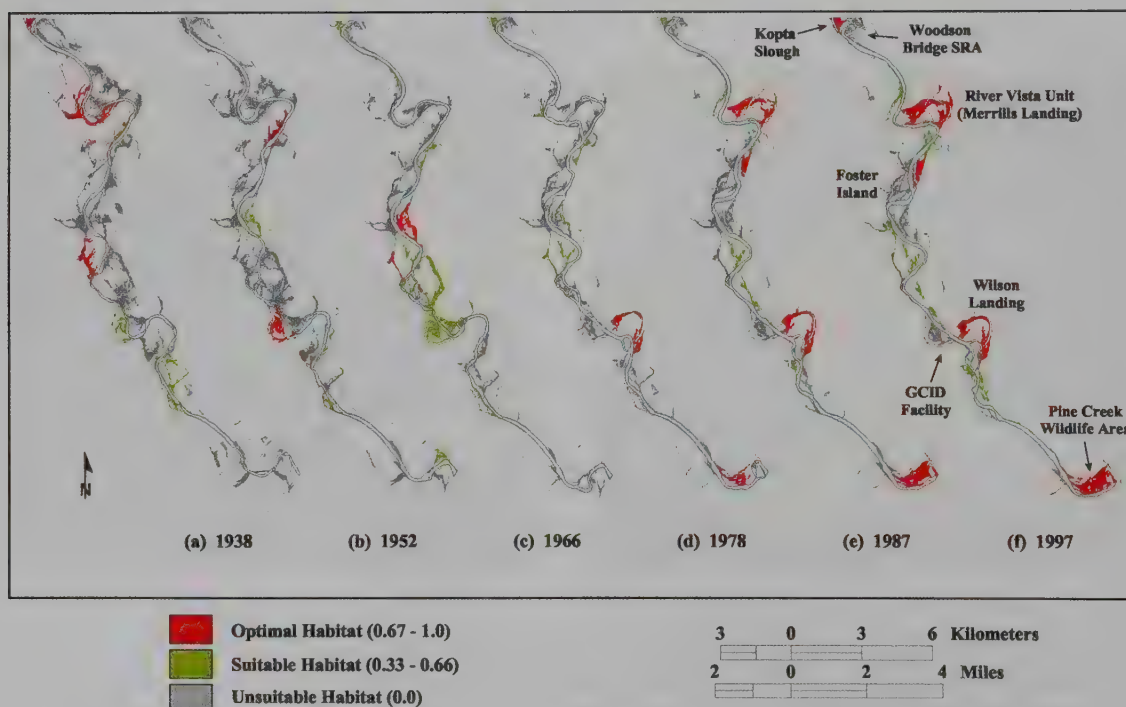 Kopta
Slough
Woodson
Bridge SRA
River Vista Unit
(Merrills Landing)
Foster
Island
Wilson
Landing
GCID
Facility
Pine Creek
Wildlife Area
N
(a) 1938
(b) 1952
(c) 1966
(d) 1978
(e) 1987
(f) 1997
Optimal Habitat (0.67 - 1.0)
Suitable Habitat (0.33 - 0.66)
Unsuitable Habitat (0.0)
3 0 3 6 Kilometers
2 0 2 4 Miles